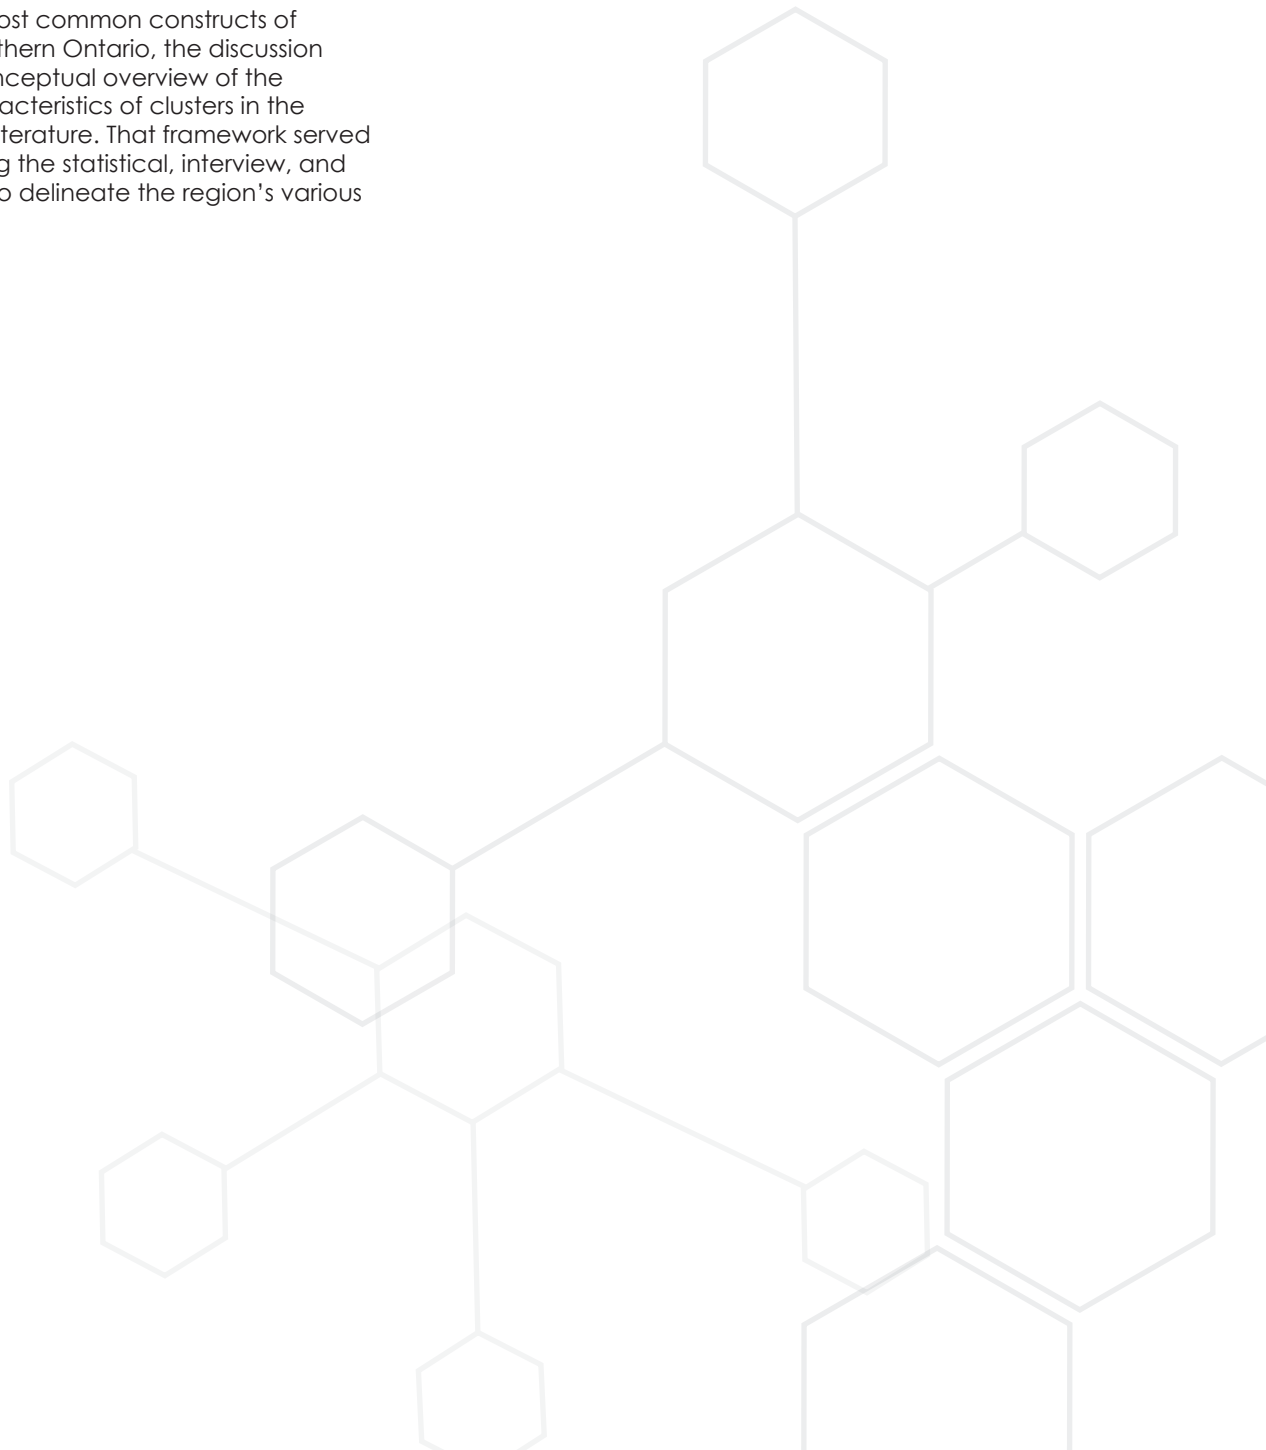 ost common constructs of
thern Ontario, the discussion
nceptual overview of the
acteristics of clusters in the
terature. That framework served
g the statistical, interview, and
o delineate the region's various